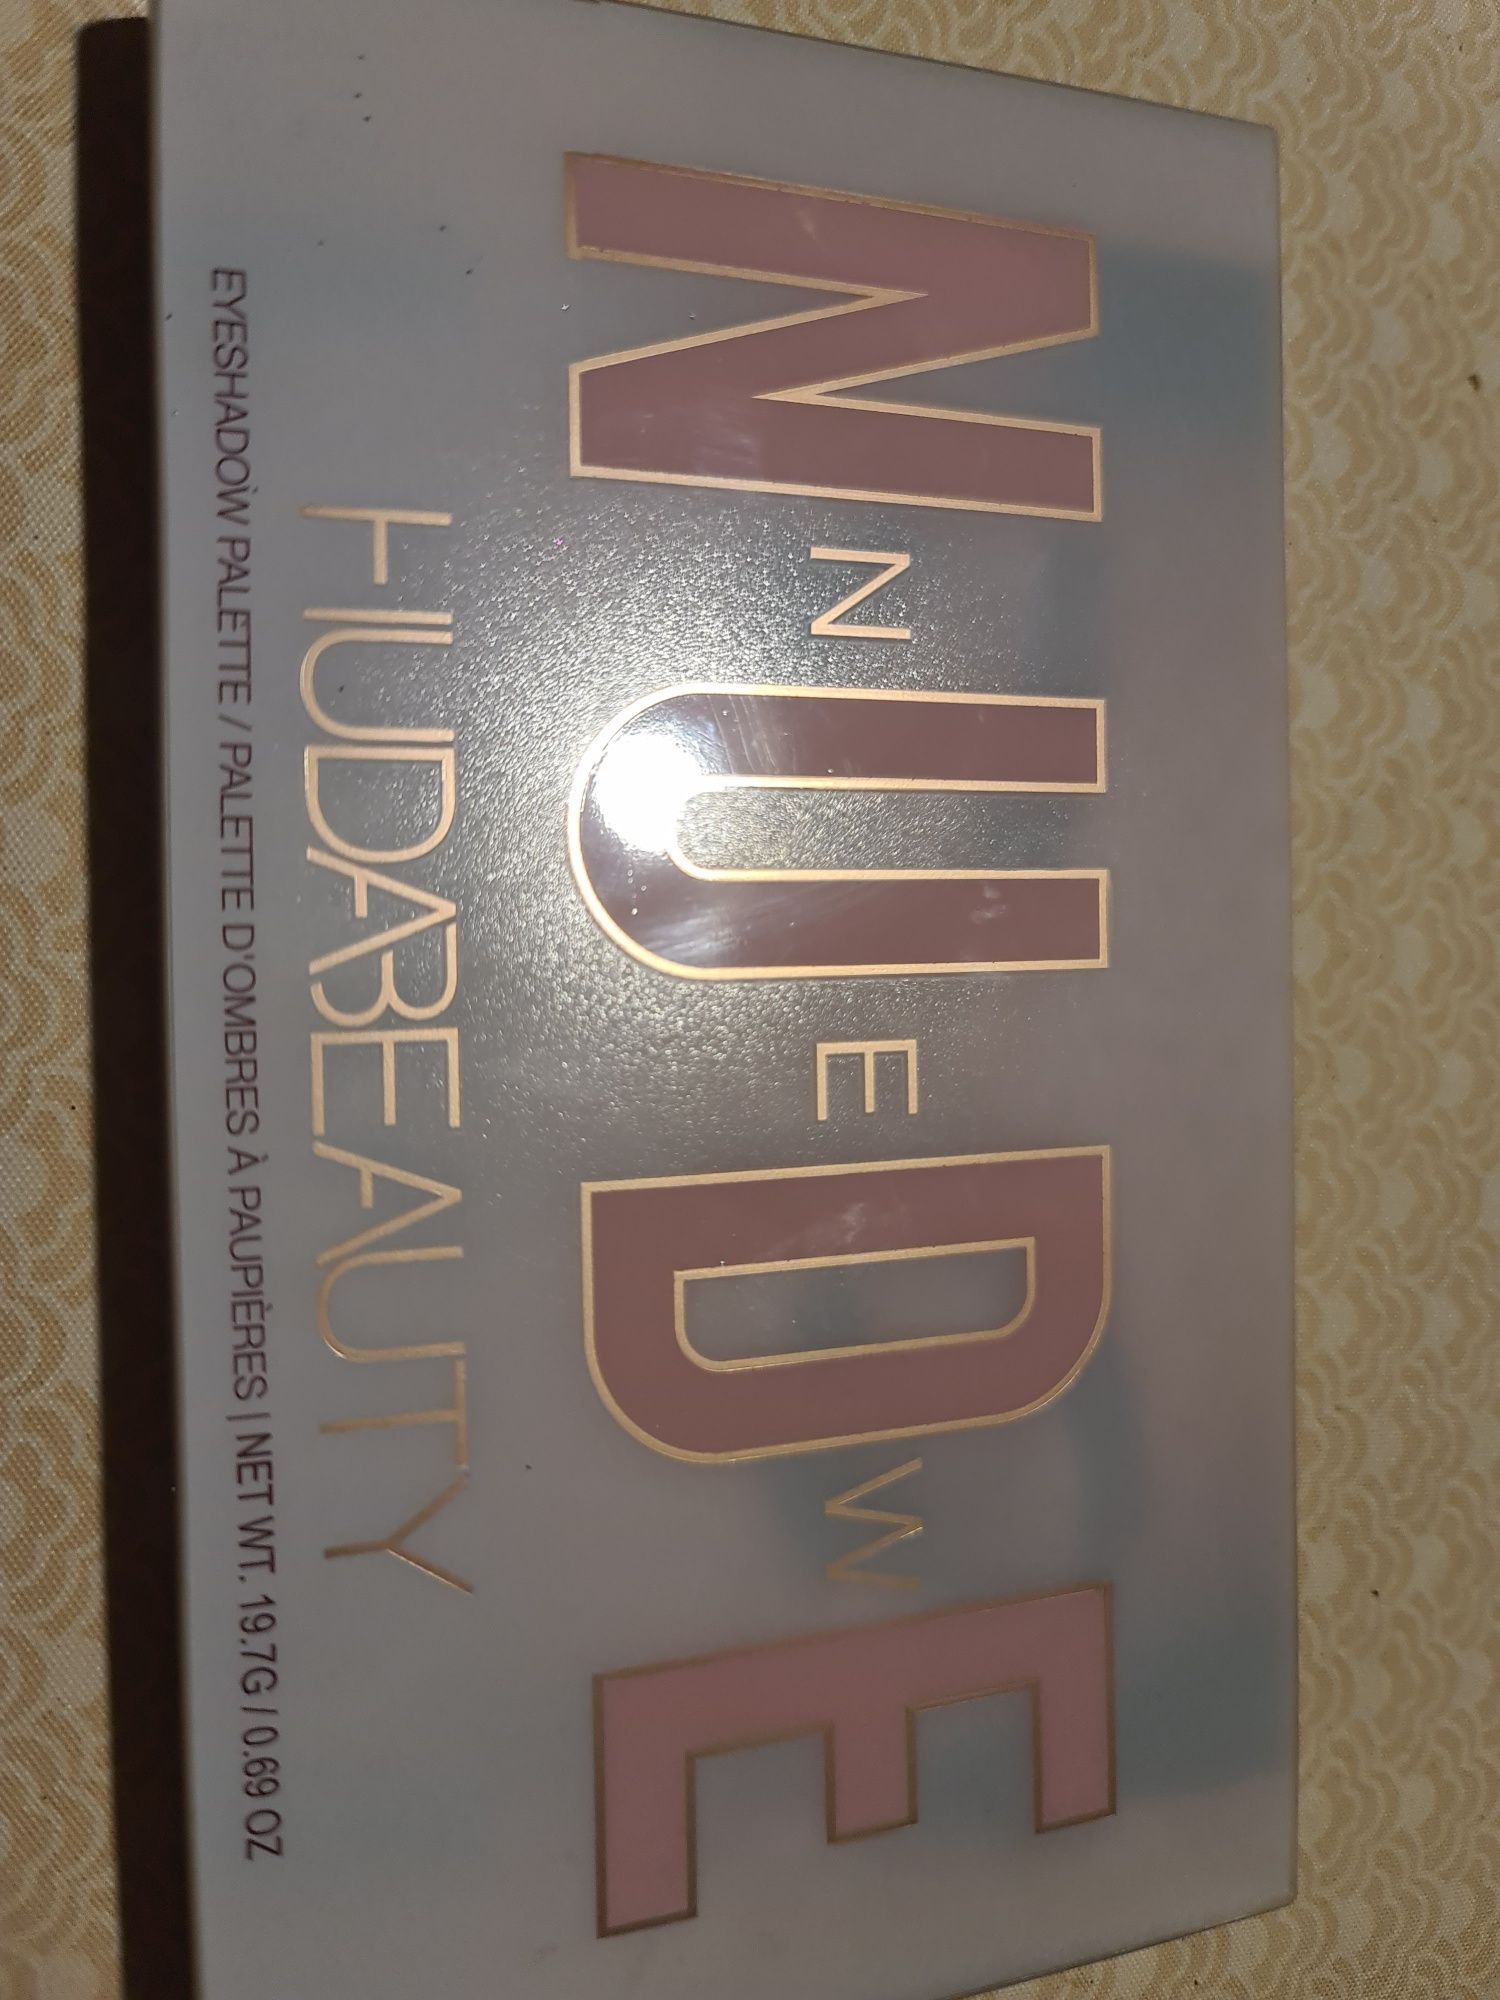 NUDE
NEW
HUDABEAUTY
EYESHADOW PALETTE / PALETTE D'OMBRES À PAUPIÈRES | NET WT. 19.7G / 0.69 OZ